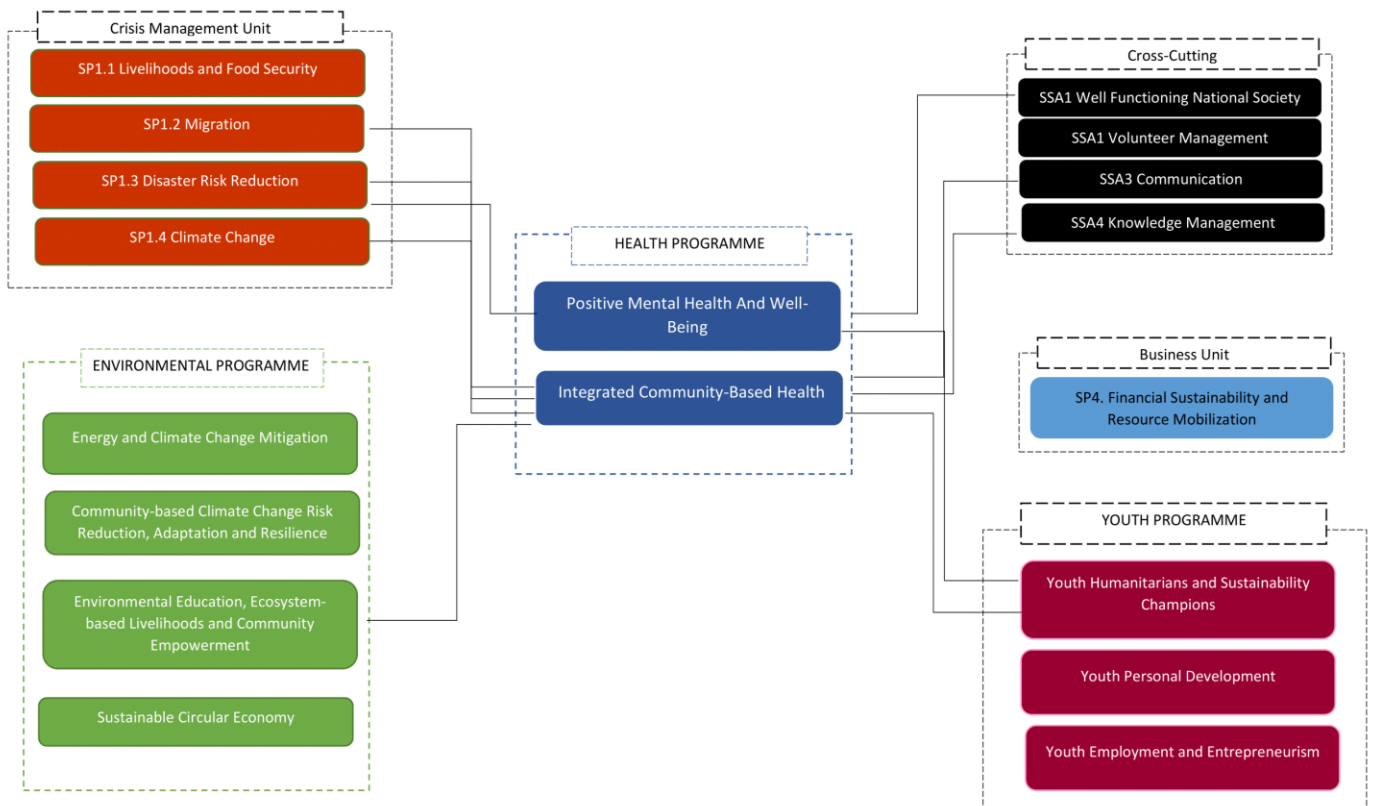 Crisis Management Unit
SP1.1 Livelihoods and Food Security
SP1.2 Migration
SP1.3 Disaster Risk Reduction
SP1.4 Climate Change
ENVIRONMENTAL PROGRAMME
Energy and Climate Change Mitigation
Community-based Climate Change Risk
Reduction, Adaptation and Resilience
Environmental Education, Ecosystem-
based Livelihoods and Community
Empowerment
Sustainable Circular Economy
HEALTH PROGRAMME
Positive Mental Health And Well-
Being
Integrated Community-Based Health
Cross-Cutting
SSA1 Well Functioning National Society
SSA1 Volunteer Management
SSA3 Communication
SSA4 Knowledge Management
Business Unit
SP4. Financial Sustainability and
Resource Mobilization
YOUTH PROGRAMME
Youth Humanitarians and Sustainability
Champions
Youth Personal Development
Youth Employment and Entrepreneurism